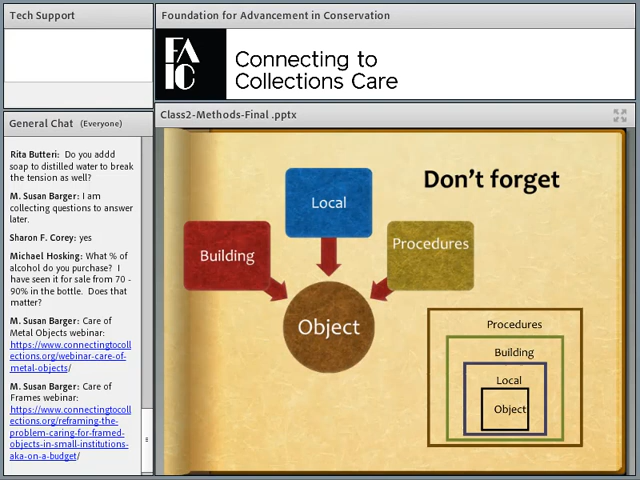 Tech Support
General Chat (Everyone)
Rita Butteri: Do you addd
soap to distilled water to break
the tension as well?
M. Susan Barger: I am
collecting questions to answer
later.
Sharon F. Corey: yes
Michael Hosking: What % of
alcohol do you purchase? I
have seen it for sale from 70 -
90% in the bottle. Does that
matter?
M. Susan Barger: Care of
Metal Objects webinar:
https://www.connectingtocoll
ections.org/webinar-care-of-
metal-objects/
M. Susan Barger: Care of
Frames webinar:
https://www.connectingtocoll
ections.org/reframing-the-
problem-caring-for-framed-
objects-in-small-institutions-
aka-on-a-budget/
Foundation for Advancement in Conservation
FA
IC
Connecting to
Collections Care
Class2-Methods-Final .pptx
Don't forget
Local
Building
Procedures
Object
Procedures
Building
Local
Object